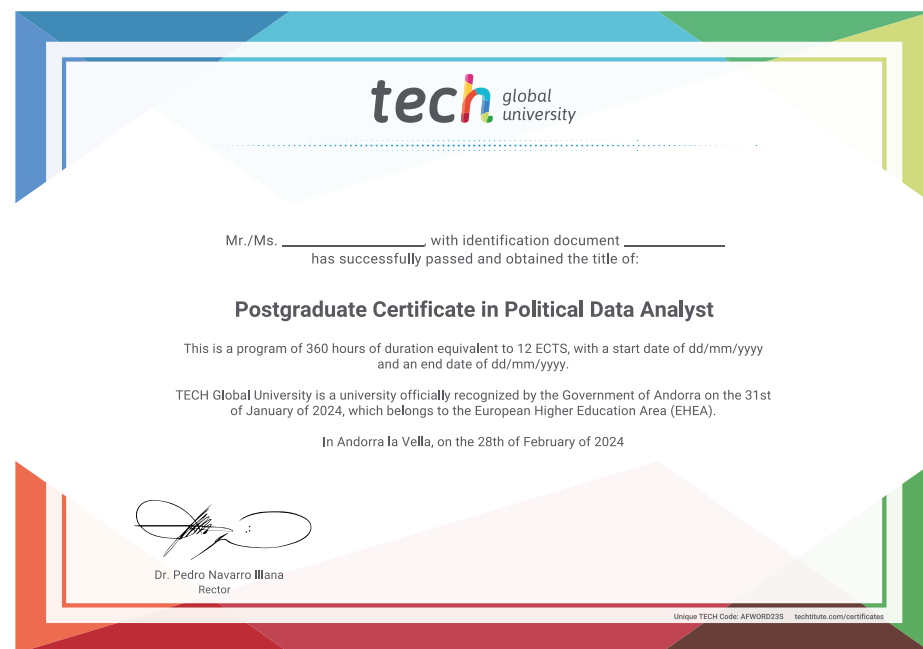 tech global
university
Mr./Ms. ____________________, with identification document ______________
has successfully passed and obtained the title of:
Postgraduate Certificate in Political Data Analyst
This is a program of 360 hours of duration equivalent to 12 ECTS, with a start date of dd/mm/yyyy
and an end date of dd/mm/yyyy.
TECH Global University is a university officially recognized by the Government of Andorra on the 31st
of January of 2024, which belongs to the European Higher Education Area (EHEA).
In Andorra la Vella, on the 28th of February of 2024
Dr. Pedro Navarro Illana
Rector
Unique TECH Code: AFWORD23S techtitute.com/certificates